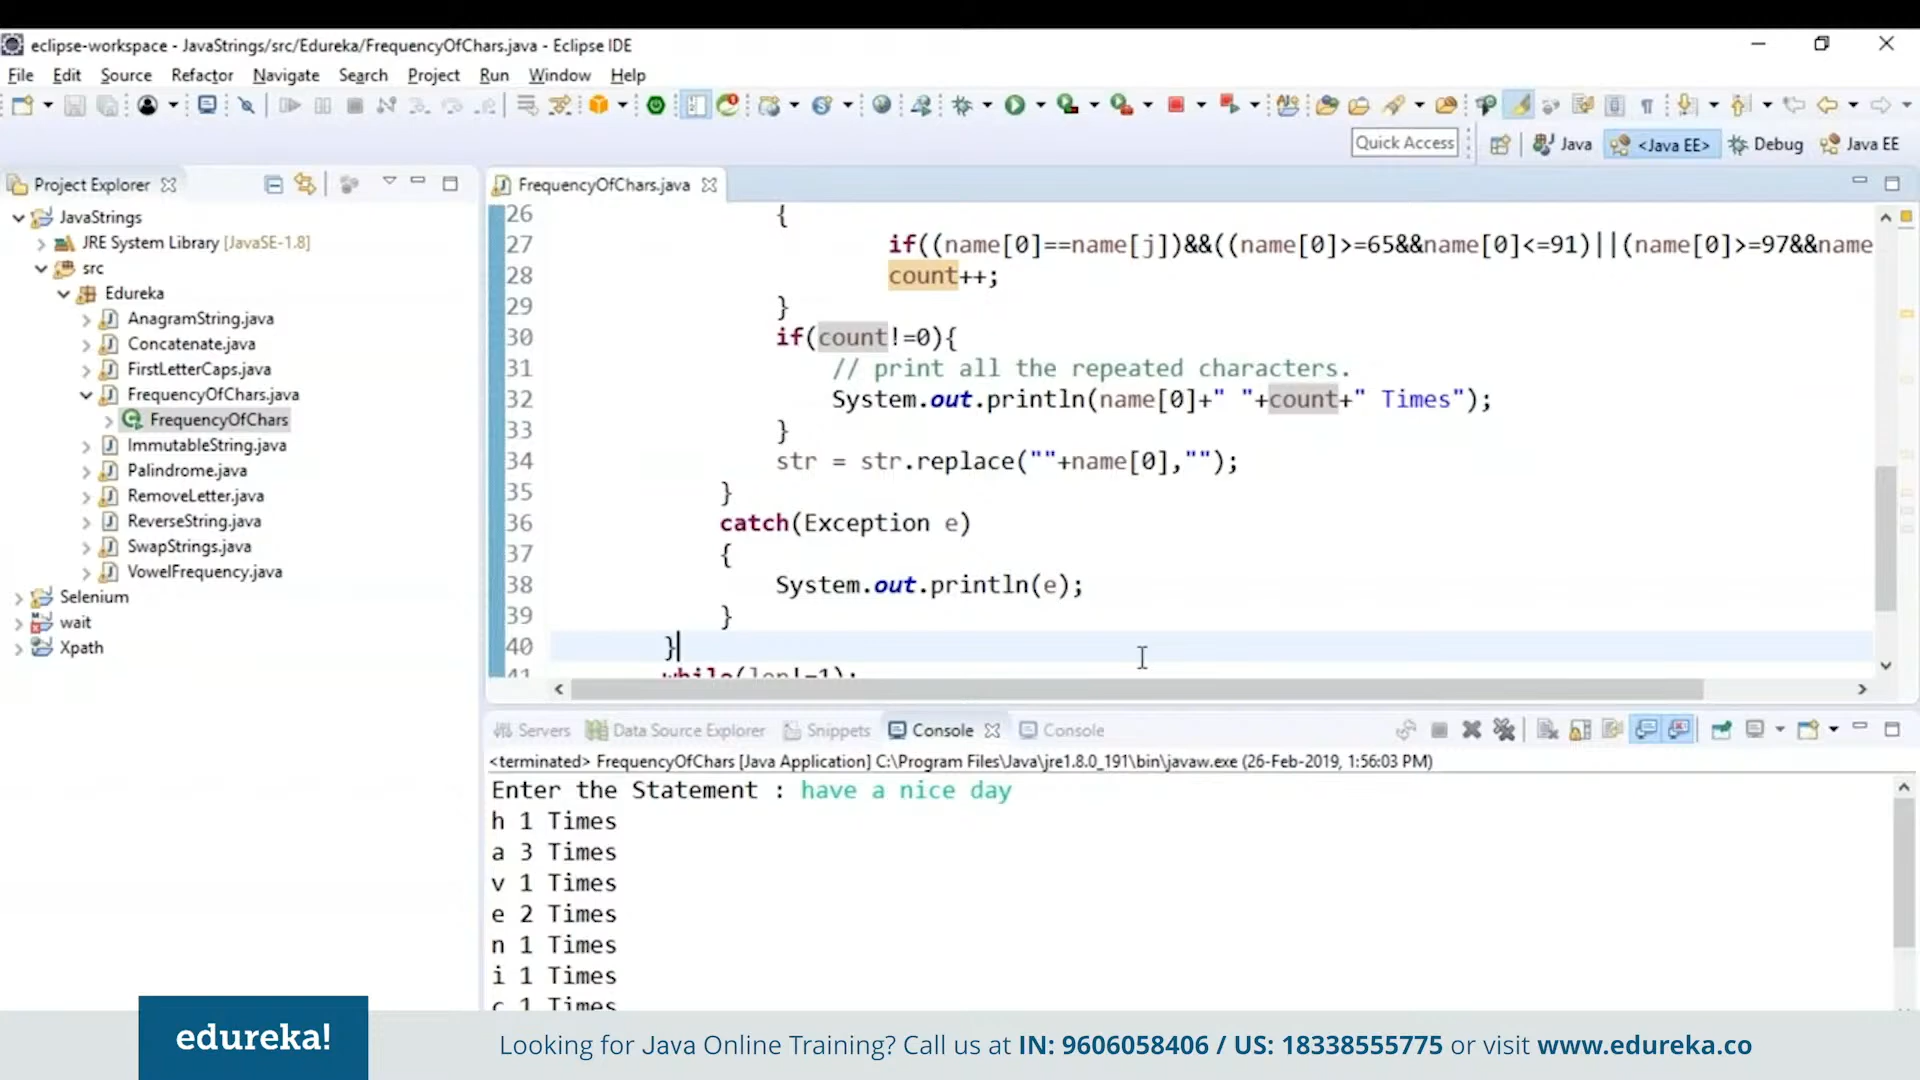 eclipse-workspace - JavaStrings/src/Edureka/FrequencyOfChars.java - Eclipse IDE
File Edit Source Refactor Navigate Search Project Run Window Help
Quick Access Java <Java EE> Debug Java EE
Project Explorer
JavaStrings
JRE System Library [JavaSE-1.8]
src
Edureka
AnagramString.java
Concatenate.java
FirstLetterCaps.java
FrequencyOfChars.java
FrequencyOfChars
ImmutableString.java
Palindrome.java
RemoveLetter.java
ReverseString.java
SwapStrings.java
VowelFrequency.java
Selenium
wait
Xpath
FrequencyOfChars.java
26 {
27 if((name[0]==name[j])&&((name[0]>=65&&name[0]<=91)||(name[0]>=97&&name
28 count++;
29 }
30 if(count!=0){
31 // print all the repeated characters.
32 System.out.println(name[0]+" "+count+" Times");
33 }
34 str = str.replace(""+name[0],"");
35 }
36 catch(Exception e)
37 {
38 System.out.println(e);
39 }
40 }
41 while(len!=1);
Servers Data Source Explorer Snippets Console Console
<terminated> FrequencyOfChars [Java Application] C:\Program Files\Java\jre1.8.0_191\bin\javaw.exe (26-Feb-2019, 1:56:03 PM)
Enter the Statement : have a nice day
h 1 Times
a 3 Times
v 1 Times
e 2 Times
n 1 Times
i 1 Times
c 1 Times
edureka!
Looking for Java Online Training? Call us at IN: 9606058406 / US: 18338555775 or visit www.edureka.co